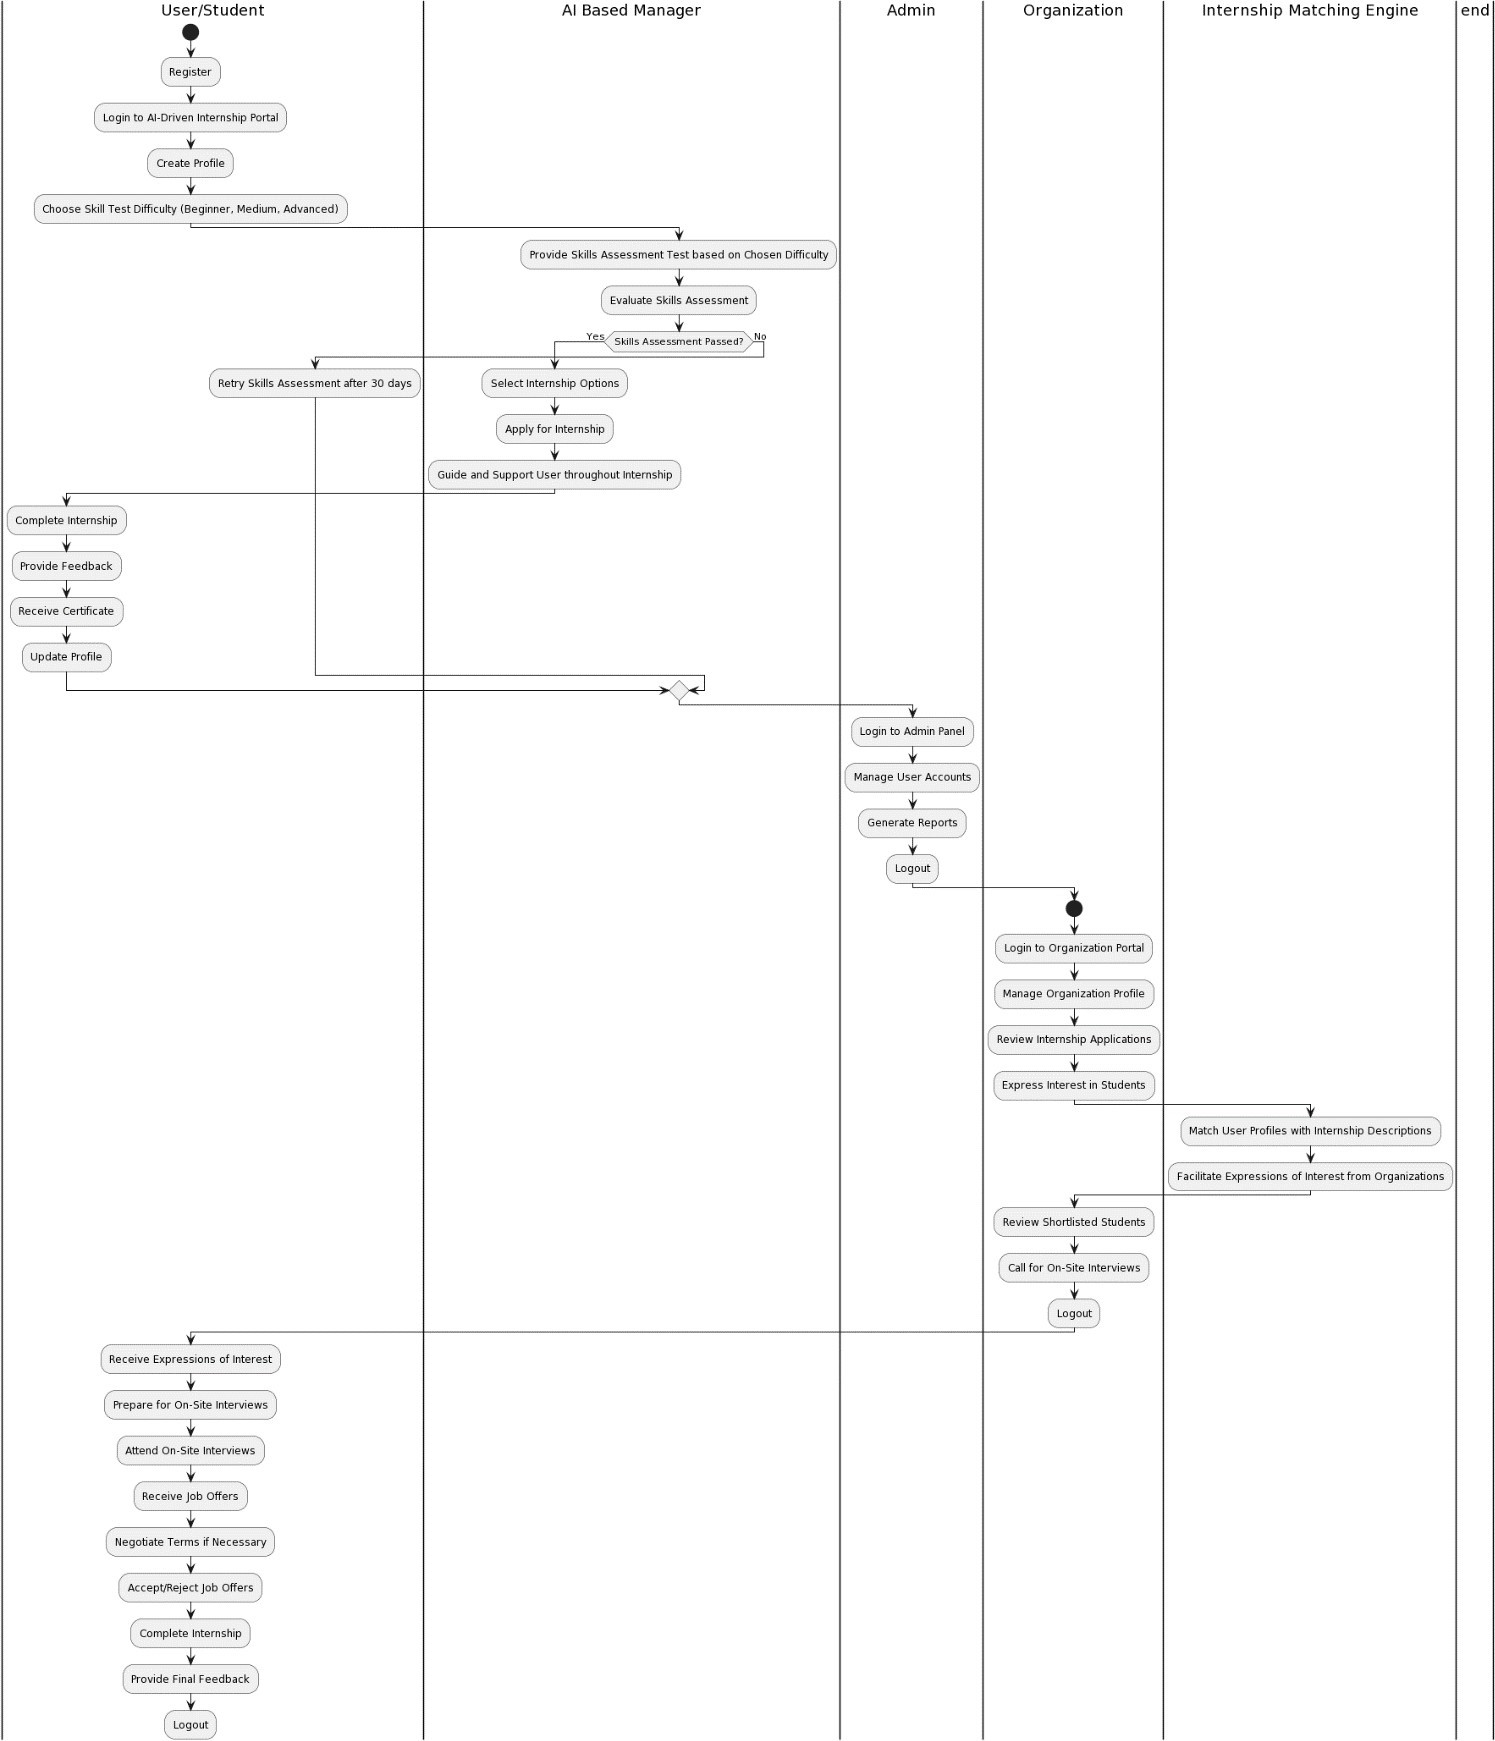 User/Student
AI Based Manager
Admin
Organization
Internship Matching Engine
end
Register
Login to AI-Driven Internship Portal
Create Profile
Choose Skill Test Difficulty (Beginner, Medium, Advanced)
Provide Skills Assessment Test based on Chosen Difficulty
Evaluate Skills Assessment
Yes
Skills Assessment Passed?
No
Retry Skills Assessment after 30 days
Select Internship Options
Apply for Internship
Guide and Support User throughout Internship
Complete Internship
Provide Feedback
Receive Certificate
Update Profile
Login to Admin Panel
Manage User Accounts
Generate Reports
Logout
Login to Organization Portal
Manage Organization Profile
Review Internship Applications
Express Interest in Students
Match User Profiles with Internship Descriptions
Facilitate Expressions of Interest from Organizations
Review Shortlisted Students
Call for On-Site Interviews
Logout
Receive Expressions of Interest
Prepare for On-Site Interviews
Attend On-Site Interviews
Receive Job Offers
Negotiate Terms if Necessary
Accept/Reject Job Offers
Complete Internship
Provide Final Feedback
Logout